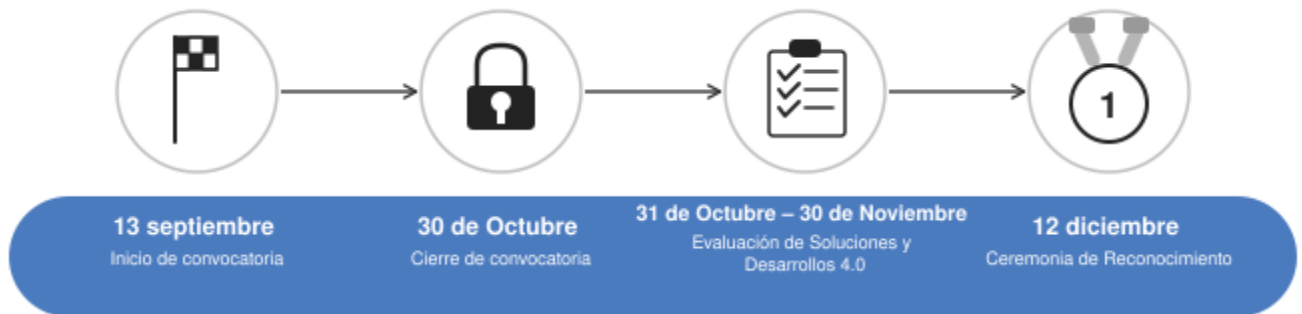 1
13 septiembre
Inicio de convocatoria
30 de Octubre
Cierre de convocatoria
31 de Octubre – 30 de Noviembre
Evaluación de Soluciones y
Desarrollos 4.0
12 diciembre
Ceremonia de Reconocimiento